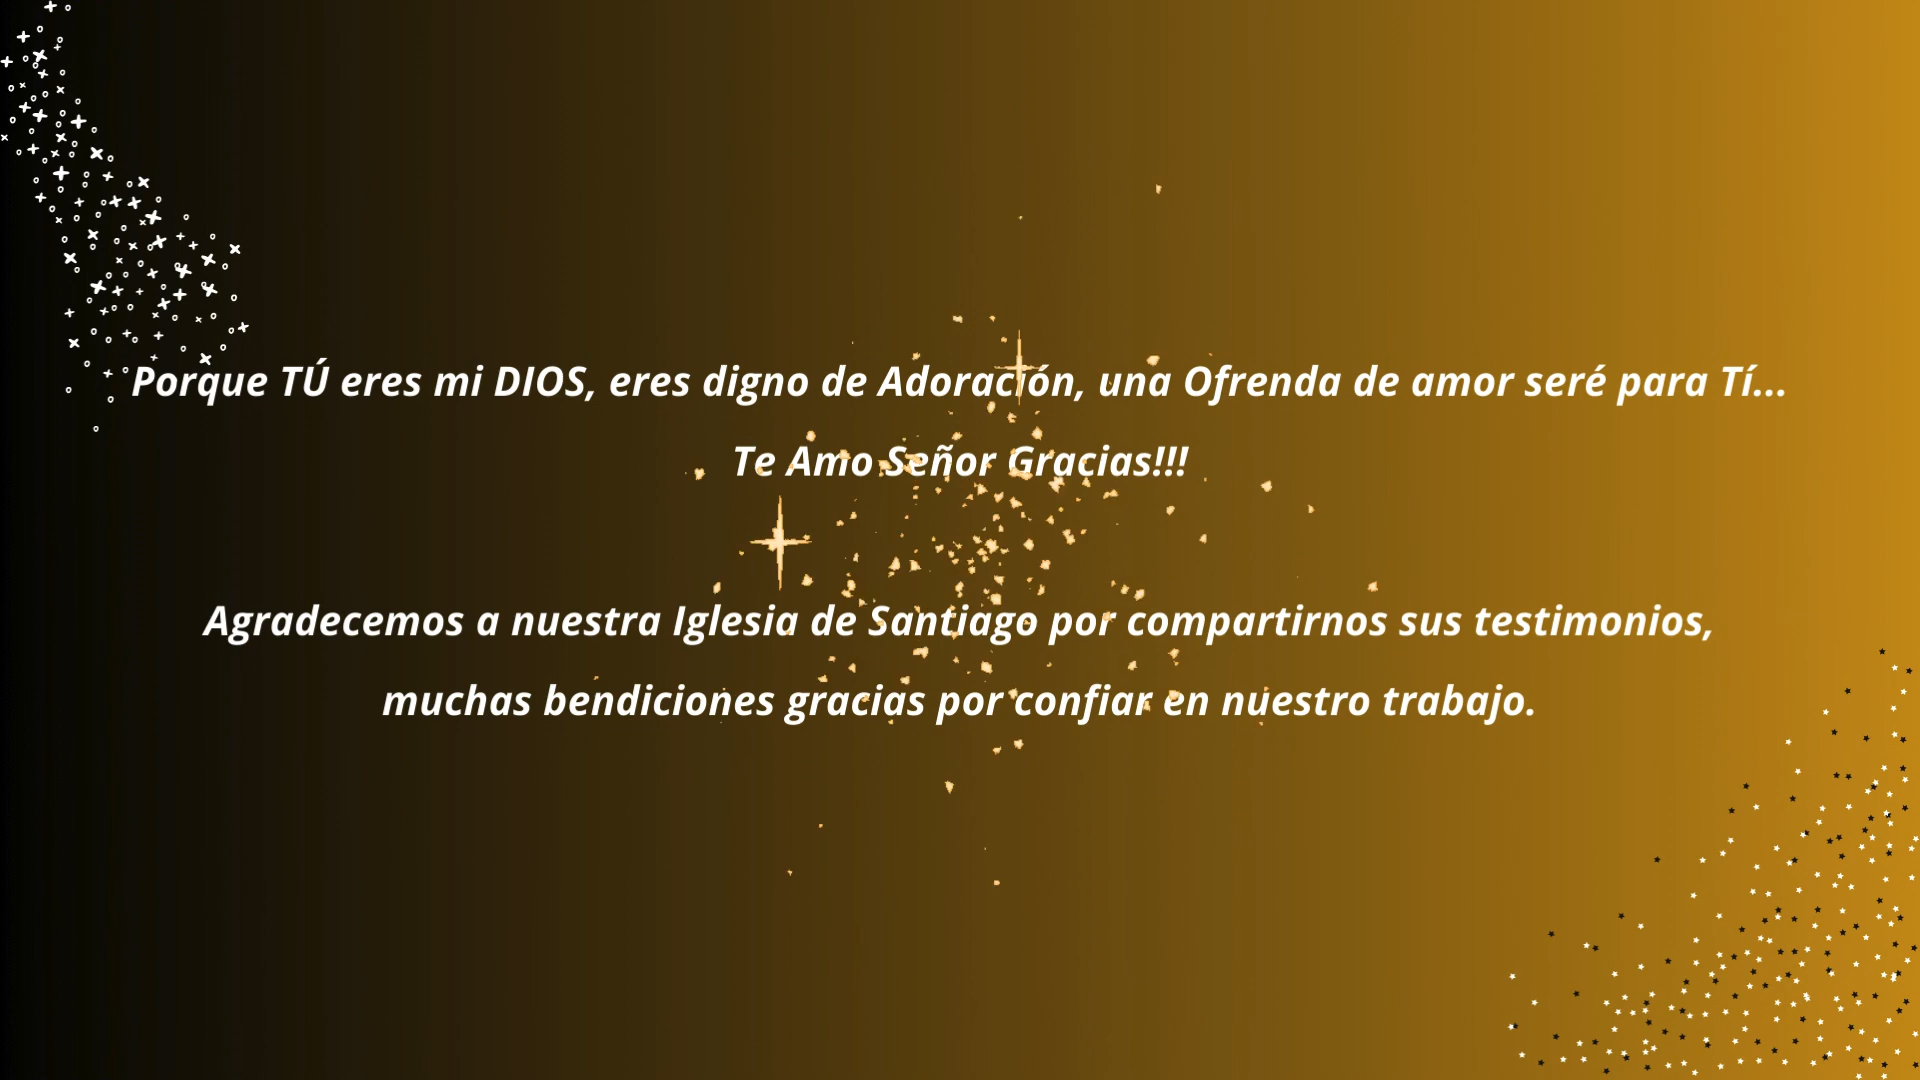 Porque TÚ eres mi DIOS, eres digno de Adoración, una Ofrenda de amor seré para Tí...
Te Amo Señor Gracias!!!
Agradecemos a nuestra Iglesia de Santiago por compartirnos sus testimonios,
muchas bendiciones gracias por confiar en nuestro trabajo.